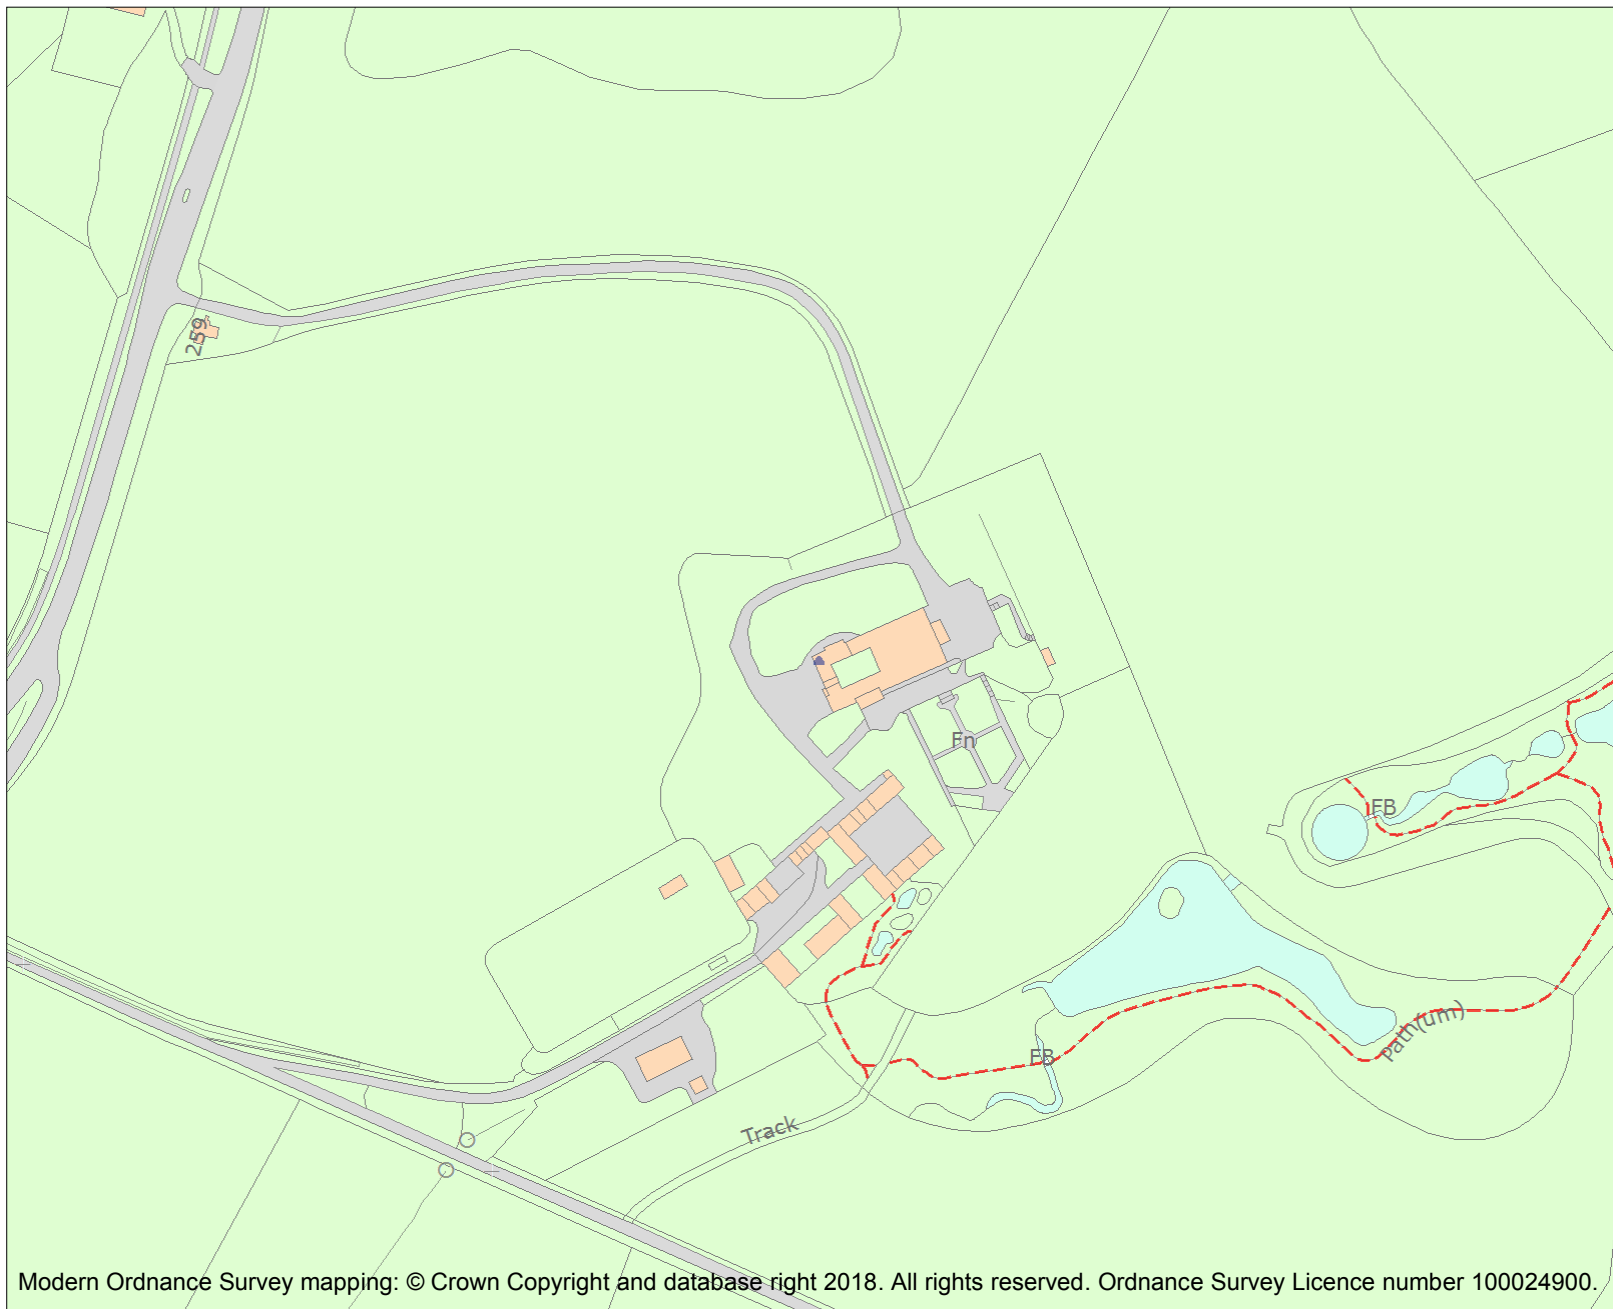 259
Fn
FB
Path(um)
FB
Track
Modern Ordnance Survey mapping: © Crown Copyright and database right 2018. All rights reserved. Ordnance Survey Licence number 100024900.